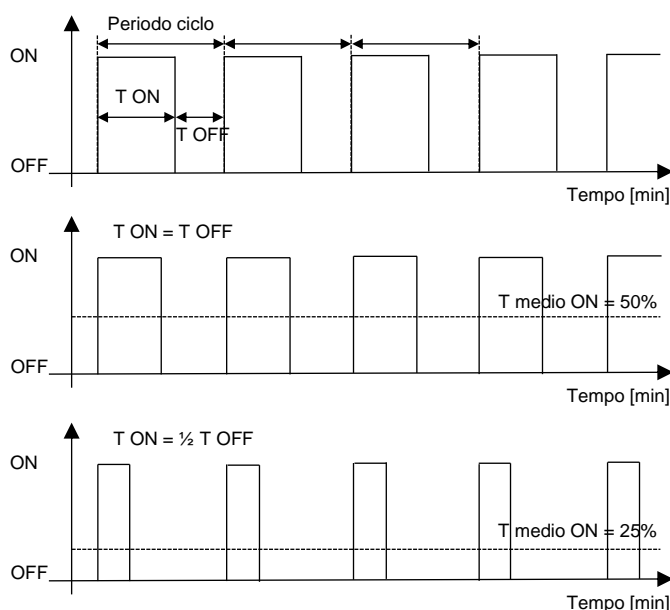 Periodo ciclo
ON
T ON
T OFF
OFF
Tempo [min]
T ON = T OFF
ON
T medio ON = 50%
OFF
Tempo [min]
T ON = ½ T OFF
ON
T medio ON = 25%
OFF
Tempo [min]